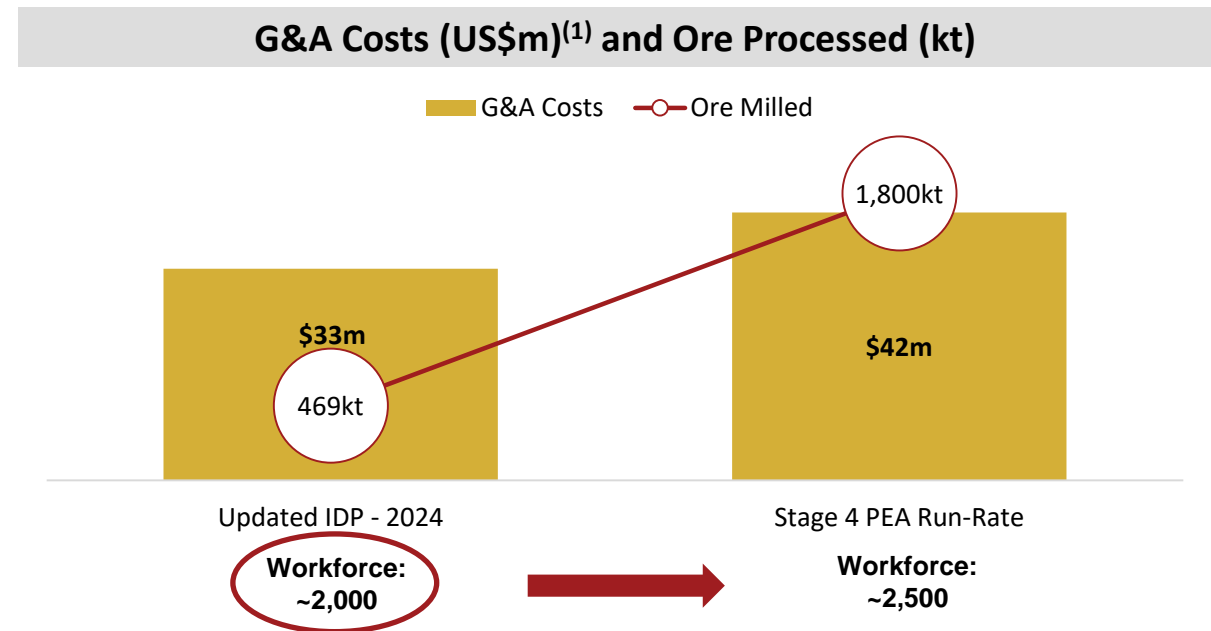 G&A Costs (US$m)(1) and Ore Processed (kt)
G&A Costs
Ore Milled
1,800kt
$33m
$42m
469kt
Updated IDP - 2024
Stage 4 PEA Run-Rate
Workforce:
~2,000
Workforce:
~2,500